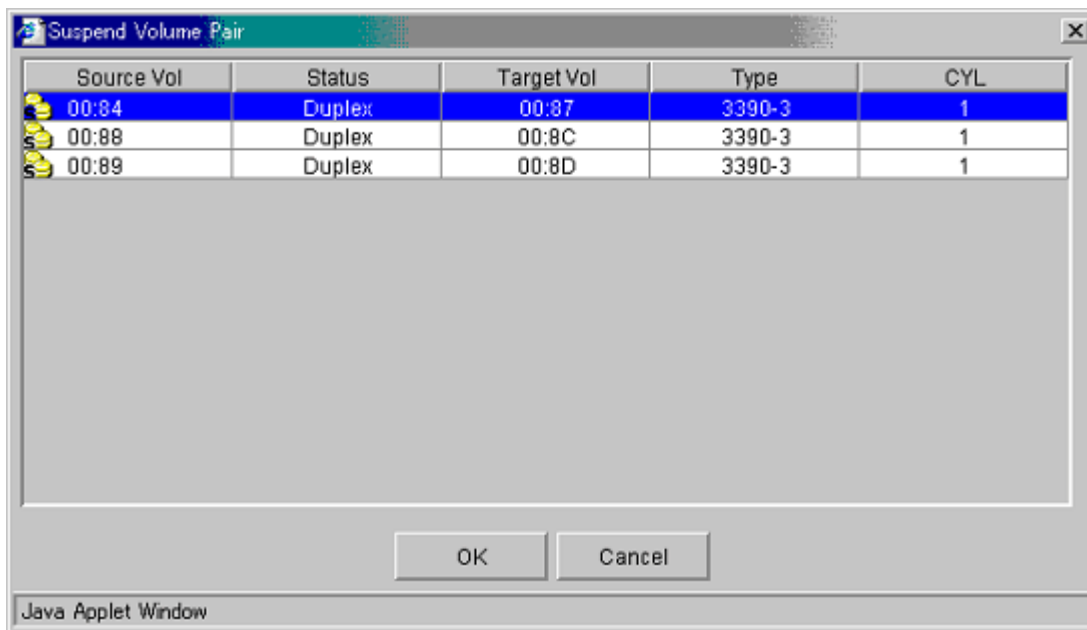 Suspend Volume Pair
Source Vol Status Target Vol Type CYL
S 00:84 Duplex 00:87 3390-3 1
S 00:88 Duplex 00:8C 3390-3 1
S 00:89 Duplex 00:8D 3390-3 1
OK Cancel
Java Applet Window